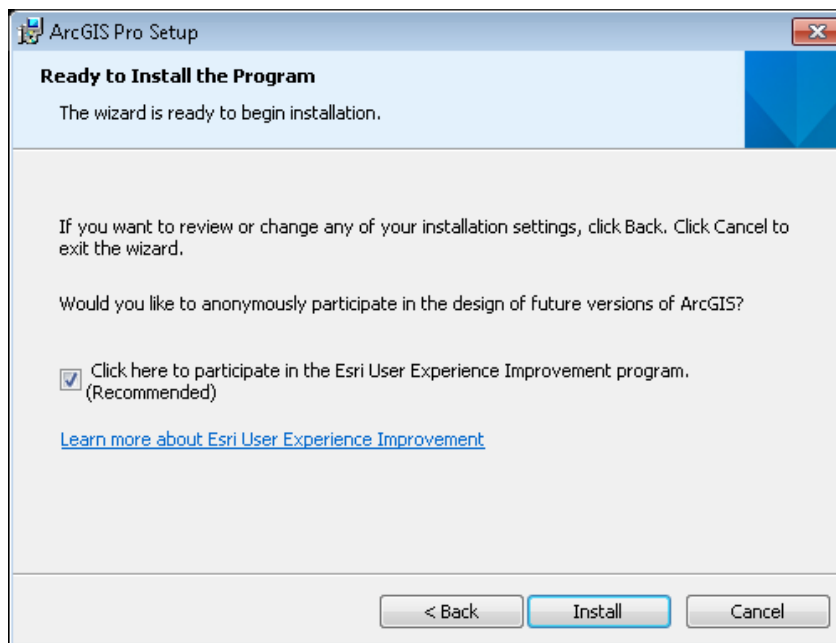 ArcGIS Pro Setup
Ready to Install the Program
The wizard is ready to begin installation.
If you want to review or change any of your installation settings, click Back. Click Cancel to
exit the wizard.
Would you like to anonymously participate in the design of future versions of ArcGIS?
Click here to participate in the Esri User Experience Improvement program.
(Recommended)
Learn more about Esri User Experience Improvement
< Back
Install
Cancel